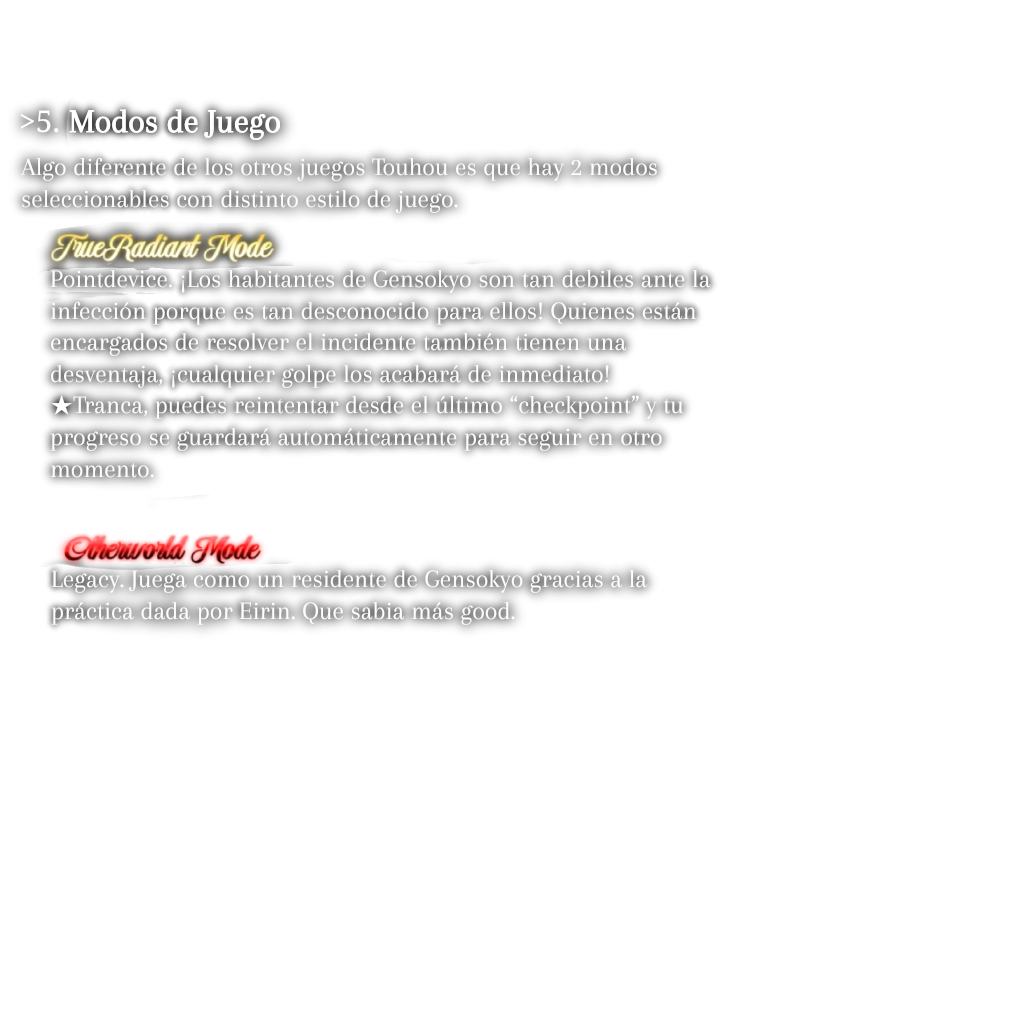 >5. Modos de Juego
Algo diferente de los otros juegos Touhou es que hay 2 modos
seleccionables con distinto estilo de juego.
TrueRadiant Mode
Pointdevice. ¡Los habitantes de Gensokyo son tan debiles ante la
infección porque es tan desconocido para ellos! Quienes están
encargados de resolver el incidente también tienen una
desventaja, ¡cualquier golpe los acabará de inmediato!
★Tranca, puedes reintentar desde el último “checkpoint” y tu
progreso se guardará automáticamente para seguir en otro
momento.
Otherworld Mode
Legacy. Juega como un residente de Gensokyo gracias a la
práctica dada por Eirin. Que sabia más good.